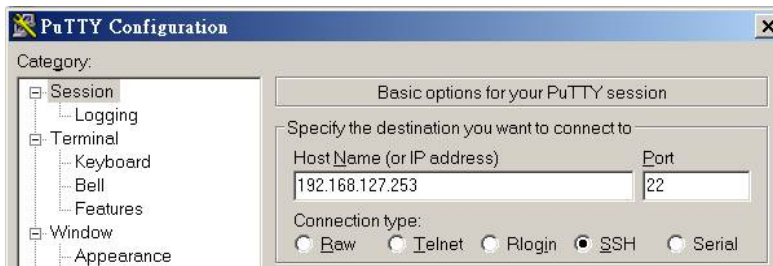 PuTTY Configuration
Category:
Session
Logging
Terminal
Keyboard
Bell
Features
Window
Appearance
Basic options for your PuTTY session
Specify the destination you want to connect to
Host Name (or IP address) Port
192.168.127.253 22
Connection type:
Raw Telnet Rlogin SSH Serial